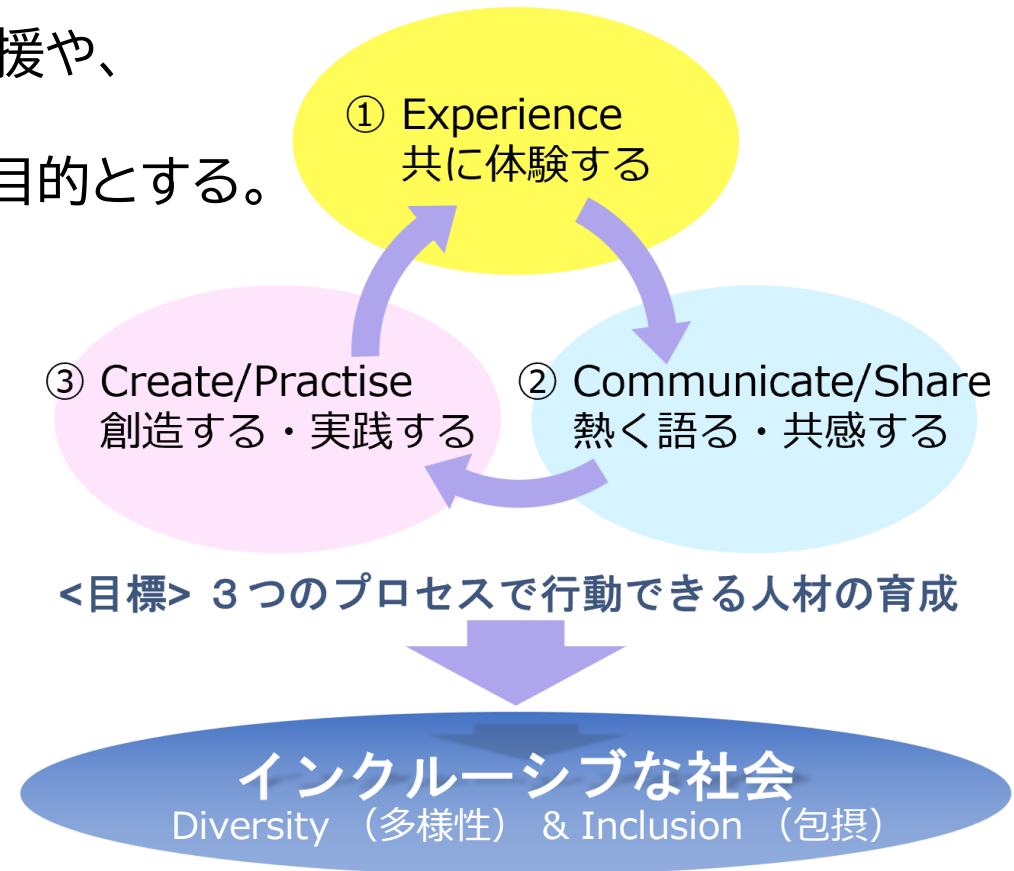 援や、
目的とする。
① Experience
共に体験する
③ Create/Practise
創造する・実践する
② Communicate/Share
熱く語る・共感する
<目標> ３つのプロセスで行動できる人材の育成
インクルーシブな社会
Diversity （多様性） & Inclusion （包摂）